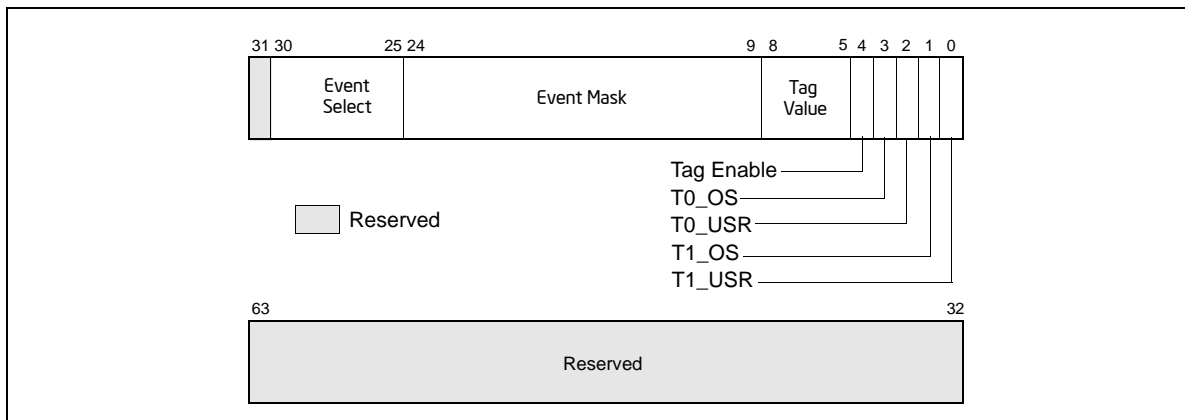 31 30 25 24 9 8 5 4 3 2 1 0
Event
Select
Event Mask
Tag
Value
Tag Enable
T0_OS
Reserved
T0_USR
T1_OS
T1_USR
63 32
Reserved